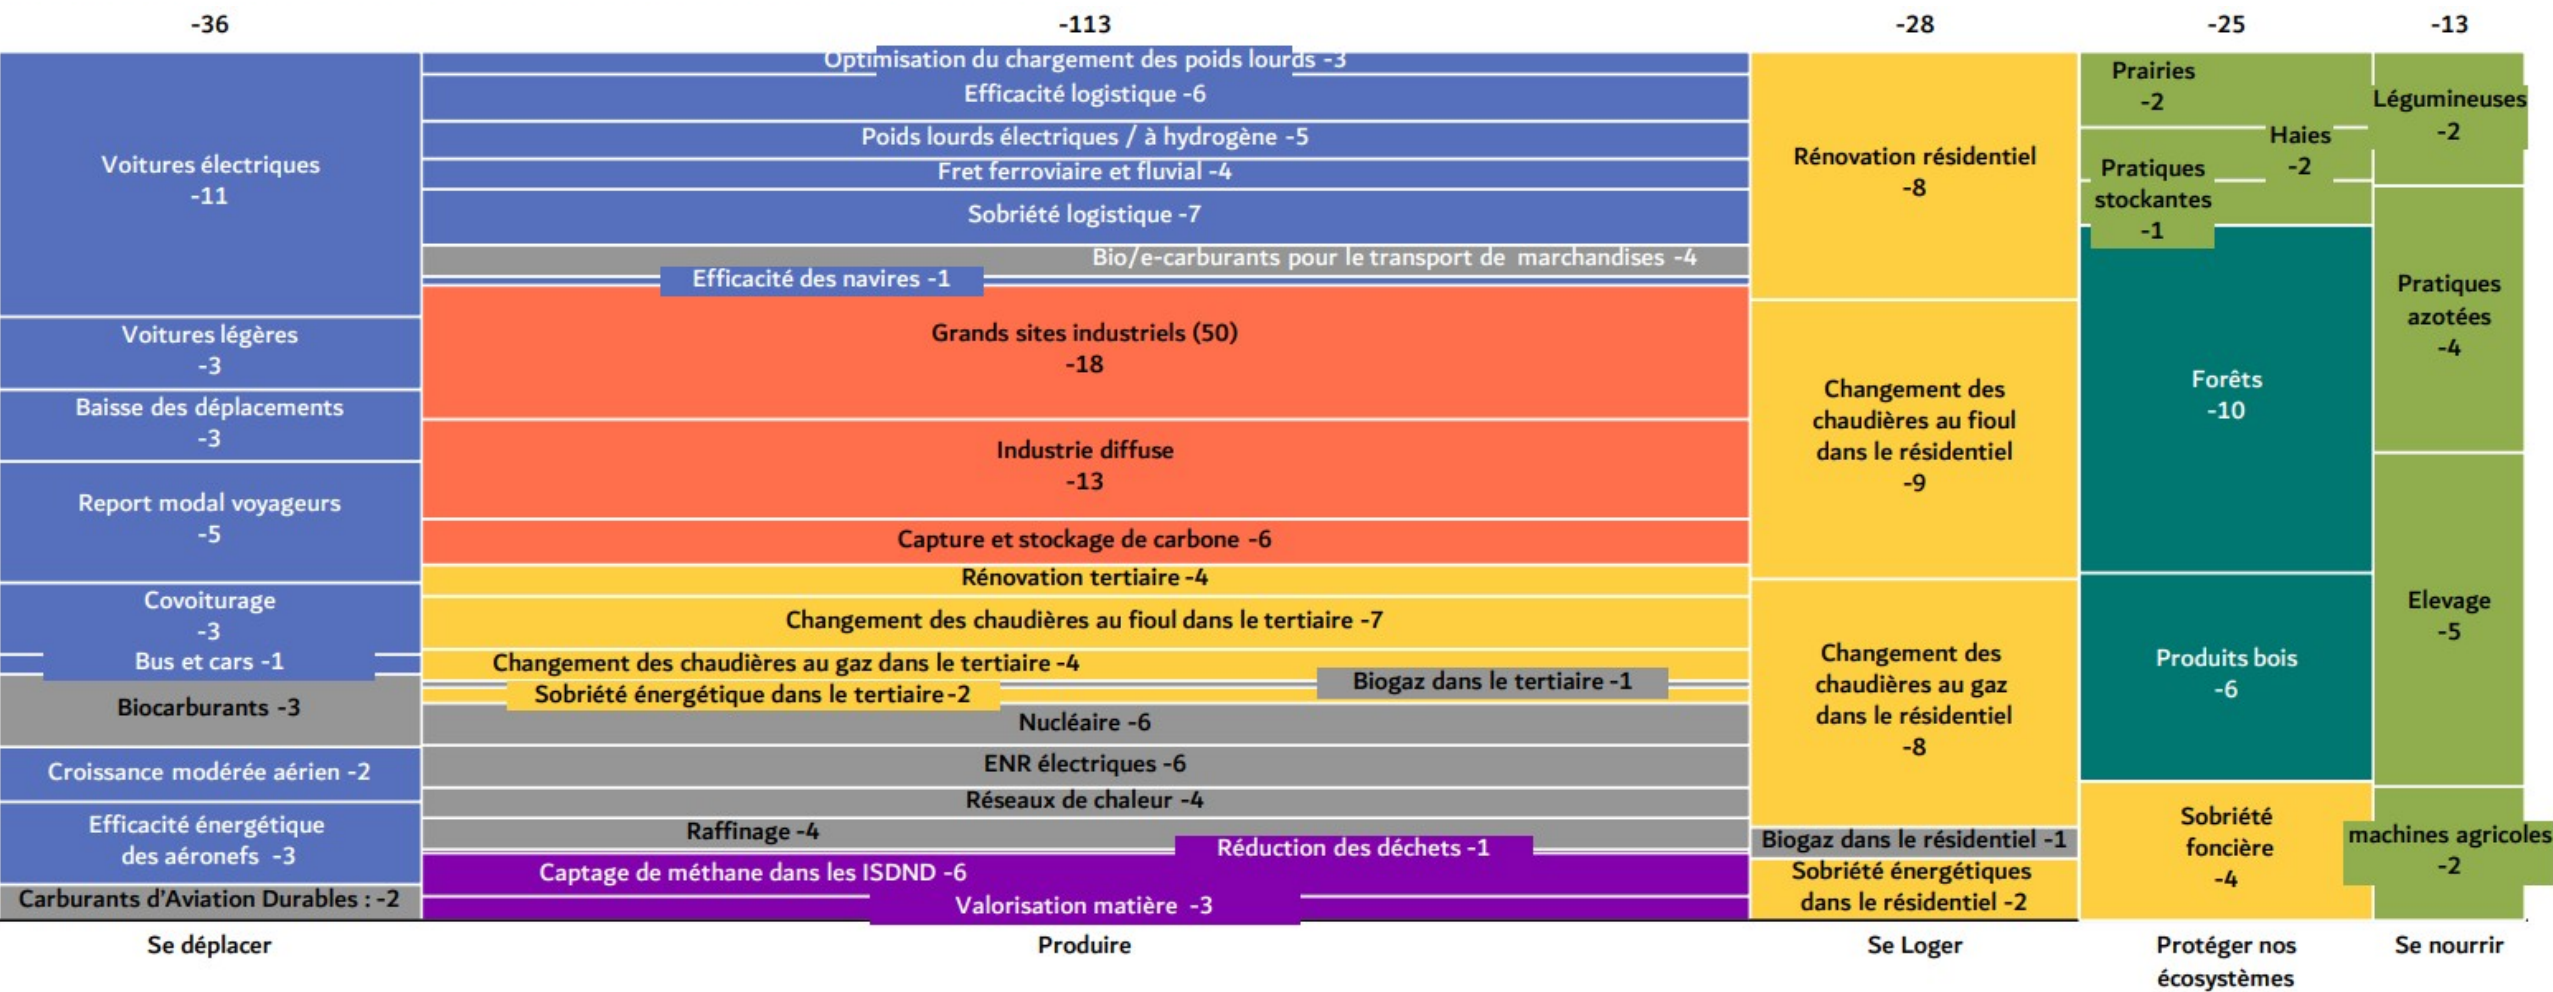 -36
-113
-28
-25
-13
Voitures électriques
-11
Voitures légères
-3
Baisse des déplacements
-3
Report modal voyageurs
-5
Covoiturage
-3
Bus et cars -1
Biocarburants -3
Croissance modérée aérien -2
Efficacité énergétique
des aéronefs -3
Carburants d'Aviation Durables : -2
Se déplacer
Optimisation du chargement des poids lourds -3
Efficacité logistique -6
Poids lourds électriques / à hydrogène -5
Fret ferroviaire et fluvial -4
Sobriété logistique -7
Bio/e-carburants pour le transport de marchandises -4
Efficacité des navires -1
Grands sites industriels (50)
-18
Industrie diffuse
-13
Capture et stockage de carbone -6
Rénovation tertiaire -4
Changement des chaudières au fioul dans le tertiaire -7
Changement des chaudières au gaz dans le tertiaire -4
Biogaz dans le tertiaire -1
Sobriété énergétique dans le tertiaire -2
Nucléaire -6
ENR électriques -6
Réseaux de chaleur -4
Raffinage -4
Réduction des déchets -1
Captage de méthane dans les ISDND -6
Valorisation matière -3
Produire
Rénovation résidentiel
-8
Changement des
chaudières au fioul
dans le résidentiel
-9
Changement des
chaudières au gaz
dans le résidentiel
-8
Biogaz dans le résidentiel -1
Sobriété énergétiques
dans le résidentiel -2
Se Loger
Prairies
-2
Haies
-2
Pratiques
stockantes
-1
Forêts
-10
Produits bois
-6
Sobriété
foncière
-4
Protéger nos
écosystèmes
Légumineuses
-2
Pratiques
azotées
-4
Elevage
-5
machines agricoles
-2
Se nourrir